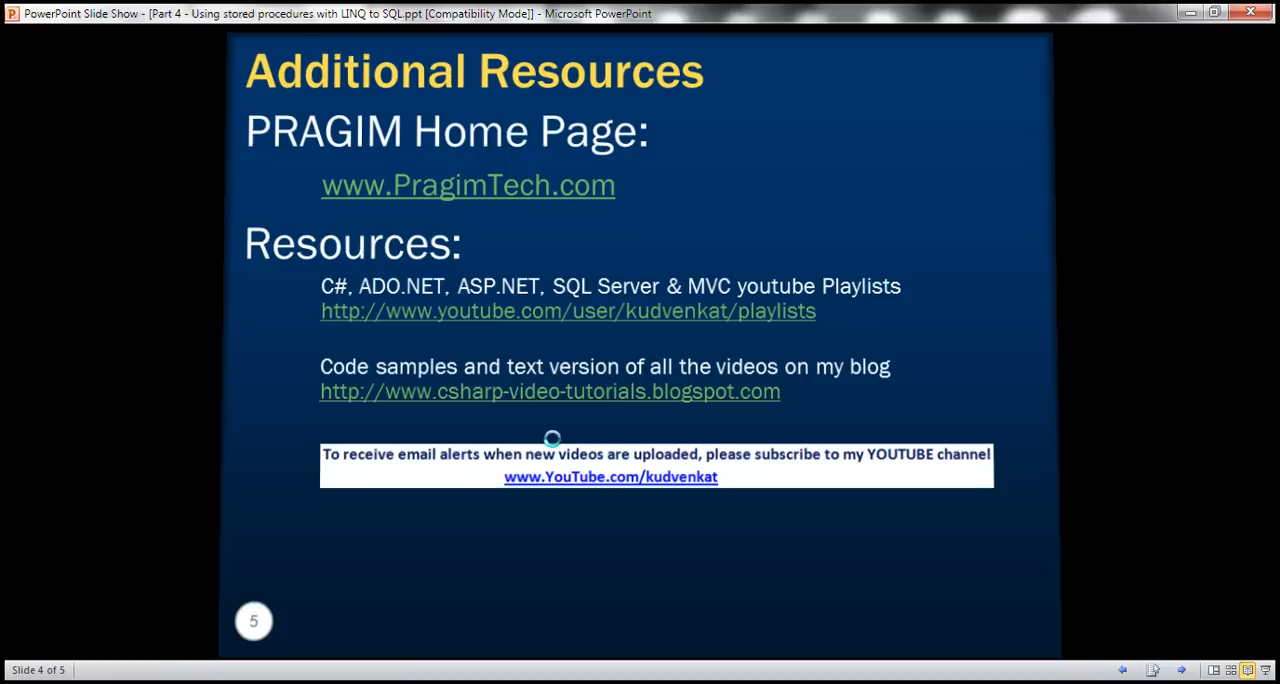 PowerPoint Slide Show - [Part 4 - Using stored procedures with LINQ to SQL.ppt [Compatibility Mode]] - Microsoft PowerPoint
Additional Resources
PRAGIM Home Page:
www.PragimTech.com
Resources:
C#, ADO.NET, ASP.NET, SQL Server & MVC youtube Playlists
http://www.youtube.com/user/kudvenkat/playlists
Code samples and text version of all the videos on my blog
http://www.csharp-video-tutorials.blogspot.com
To receive email alerts when new videos are uploaded, please subscribe to my YOUTUBE channel
www.YouTube.com/kudvenkat
5
Slide 4 of 5